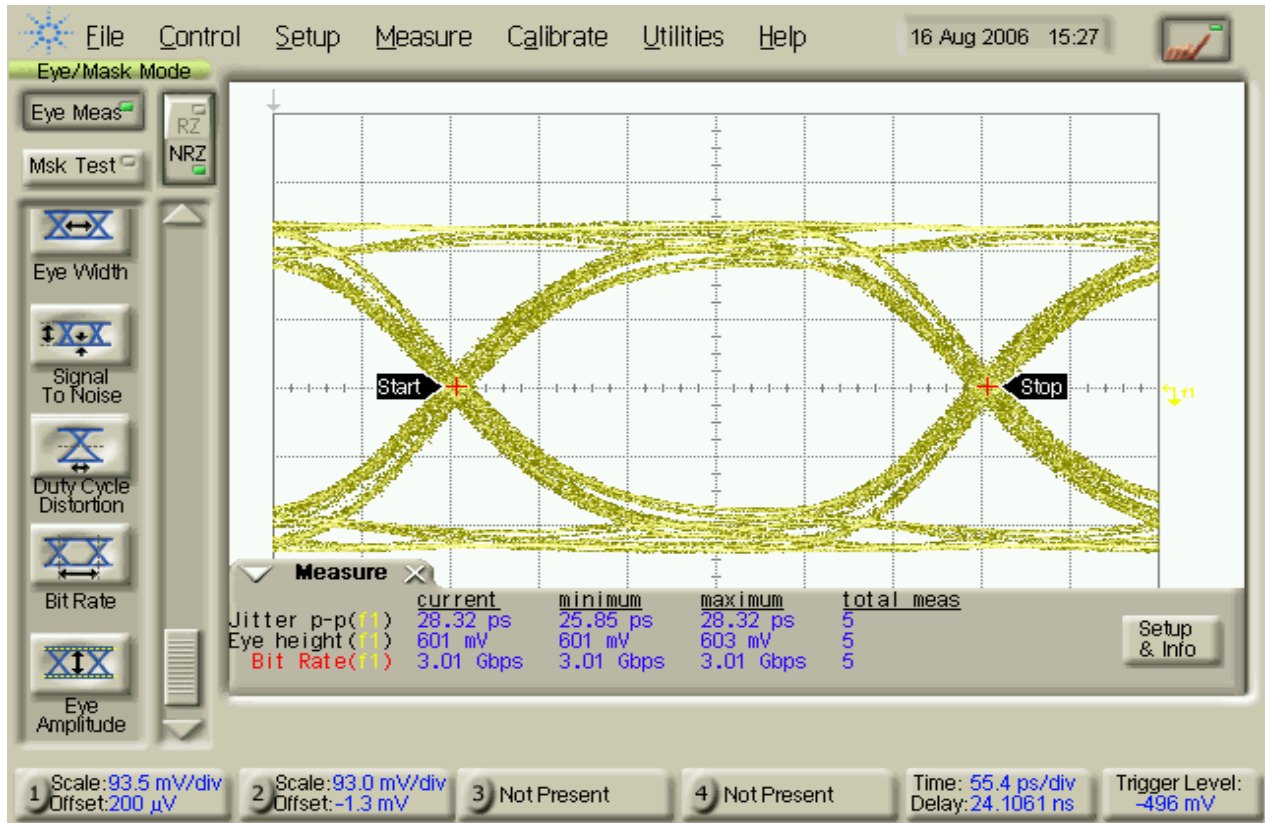 File Control Setup Measure Calibrate Utilities Help 16 Aug 2006 15:27
Eye/Mask Mode
Eye Meas
RZ
NRZ
Msk Test
Eye Width
Signal
To Noise
Duty Cycle
Distortion
Bit Rate
Eye
Amplitude
Start
Stop
f1
Measure
current minimum maximum total meas
Jitter p-p(f1) 28.32 ps 25.85 ps 28.32 ps 5
Eye height(f1) 601 mV 601 mV 603 mV 5
Bit Rate(f1) 3.01 Gbps 3.01 Gbps 3.01 Gbps 5
Setup
& Info
1 Scale:93.5 mV/div
Offset:200 µV
2 Scale:93.0 mV/div
Offset:-1.3 mV
3 Not Present
4 Not Present
Time: 55.4 ps/div
Delay:24.1061 ns
Trigger Level:
-496 mV